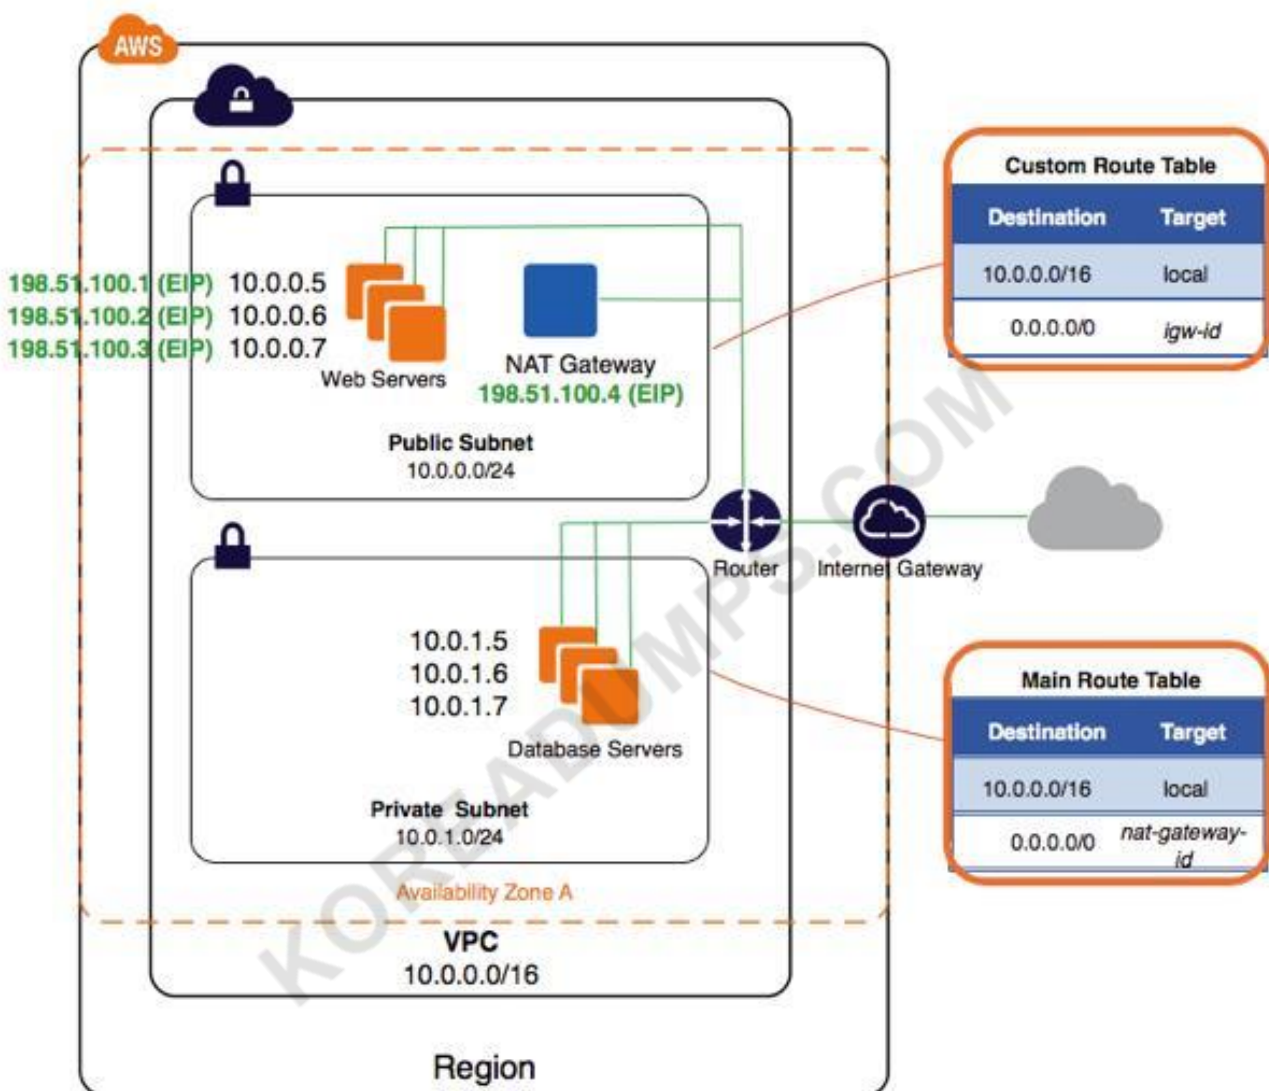 AWS
198.51.100.1 (EIP) 10.0.0.5
198.51.100.2 (EIP) 10.0.0.6
198.51.100.3 (EIP) 10.0.0.7
Web Servers
NAT Gateway
198.51.100.4 (EIP)
Public Subnet
10.0.0.0/24
Custom Route Table
Destination Target
10.0.0.0/16 local
0.0.0.0/0 igw-id
Router
Internet Gateway
10.0.1.5
10.0.1.6
10.0.1.7
Database Servers
Private Subnet
10.0.1.0/24
Main Route Table
Destination Target
10.0.0.0/16 local
0.0.0.0/0 nat-gateway-
id
Availability Zone A
VPC
10.0.0.0/16
Region
KOREADUMPS.COM